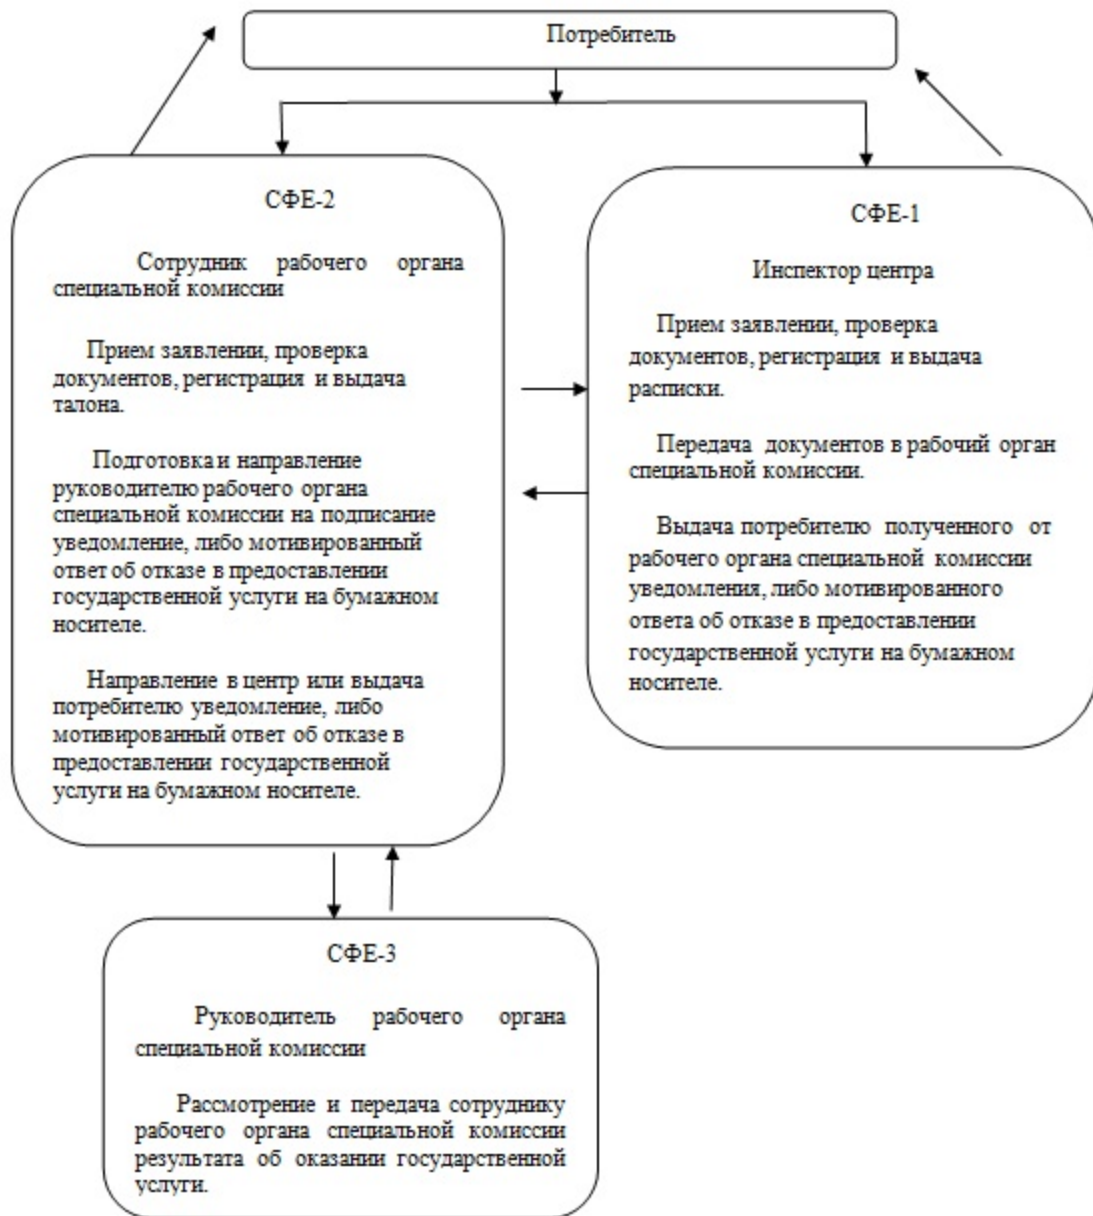 Потребитель
СФЕ-2
Сотрудник рабочего органа
специальной комиссии
Прием заявлении, проверка
документов, регистрация и выдача
талона.
Подготовка и направление
руководителю рабочего органа
специальной комиссии на подписание
уведомление, либо мотивированный
ответ об отказе в предоставлении
государственной услуги на бумажном
носителе.
Направление в центр или выдача
потребителю уведомление, либо
мотивированный ответ об отказе в
предоставлении государственной
услуги на бумажном носителе.
СФЕ-1
Инспектор центра
Прием заявлении, проверка
документов, регистрация и выдача
расписки.
Передача документов в рабочий орган
специальной комиссии.
Выдача потребителю полученного от
рабочего органа специальной комиссии
уведомления, либо мотивированного
ответа об отказе в предоставлении
государственной услуги на бумажном
носителе.
СФЕ-3
Руководитель рабочего органа
специальной комиссии
Рассмотрение и передача сотруднику
рабочего органа специальной комиссии
результата об оказании государственной
услуги.